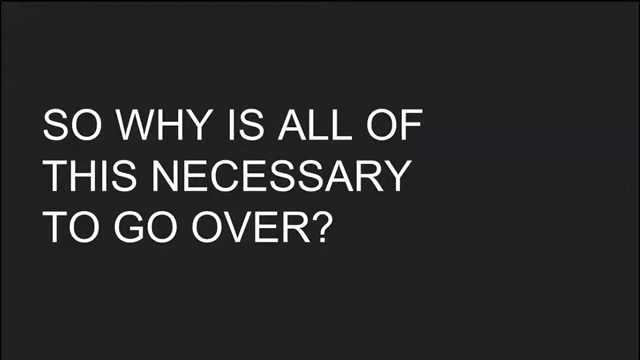 SO WHY IS ALL OF
THIS NECESSARY
TO GO OVER?